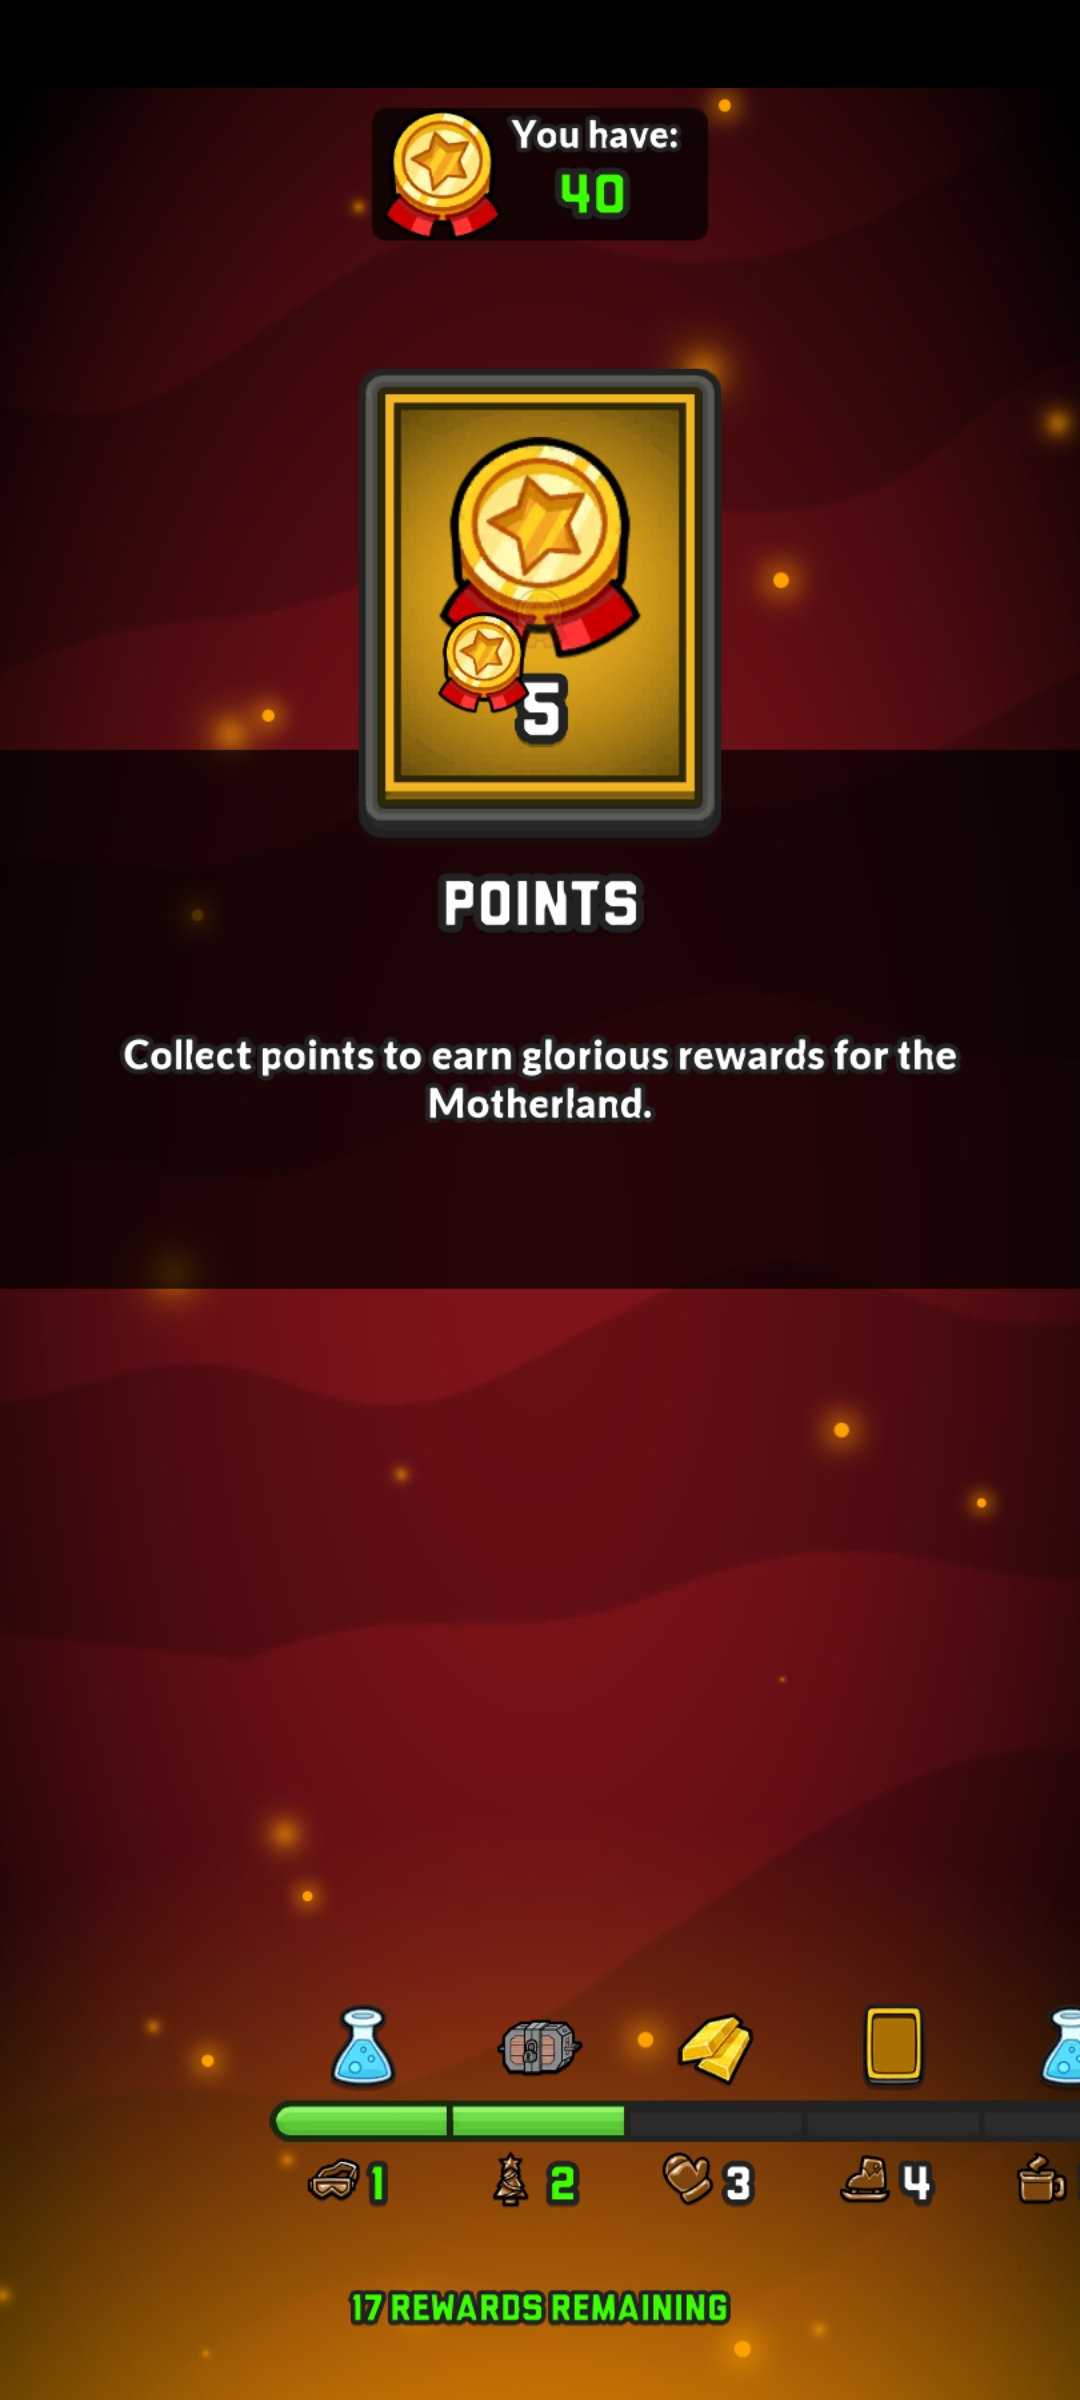 You have:
40
5
POINTS
Collect points to earn glorious rewards for the
Motherland.
1 2 3 4
17 REWARDS REMAINING